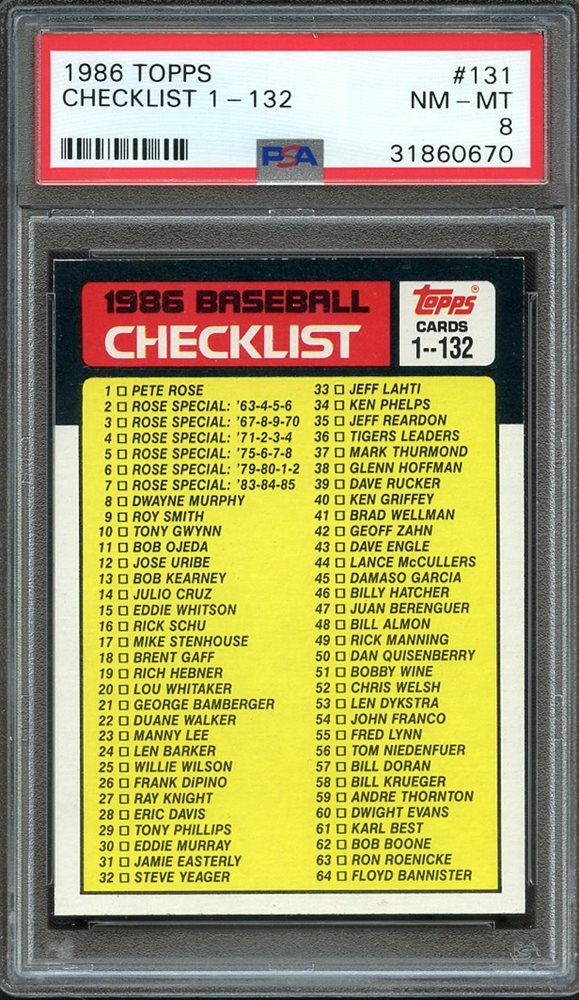 1986 TOPPS #131
CHECKLIST 1 – 132 NM – MT
8
PSA 31860670
1986 BASEBALL
CHECKLIST
Topps®
CARDS
1--132
1 □ PETE ROSE
2 □ ROSE SPECIAL: '63-4-5-6
3 □ ROSE SPECIAL: '67-8-9-70
4 □ ROSE SPECIAL: '71-2-3-4
5 □ ROSE SPECIAL: '75-6-7-8
6 □ ROSE SPECIAL: '79-80-1-2
7 □ ROSE SPECIAL: '83-84-85
8 □ DWAYNE MURPHY
9 □ ROY SMITH
10 □ TONY GWYNN
11 □ BOB OJEDA
12 □ JOSE URIBE
13 □ BOB KEARNEY
14 □ JULIO CRUZ
15 □ EDDIE WHITSON
16 □ RICK SCHU
17 □ MIKE STENHOUSE
18 □ BRENT GAFF
19 □ RICH HEBNER
20 □ LOU WHITAKER
21 □ GEORGE BAMBERGER
22 □ DUANE WALKER
23 □ MANNY LEE
24 □ LEN BARKER
25 □ WILLIE WILSON
26 □ FRANK DiPINO
27 □ RAY KNIGHT
28 □ ERIC DAVIS
29 □ TONY PHILLIPS
30 □ EDDIE MURRAY
31 □ JAMIE EASTERLY
32 □ STEVE YEAGER
33 □ JEFF LAHTI
34 □ KEN PHELPS
35 □ JEFF REARDON
36 □ TIGERS LEADERS
37 □ MARK THURMOND
38 □ GLENN HOFFMAN
39 □ DAVE RUCKER
40 □ KEN GRIFFEY
41 □ BRAD WELLMAN
42 □ GEOFF ZAHN
43 □ DAVE ENGLE
44 □ LANCE McCULLERS
45 □ DAMASO GARCIA
46 □ BILLY HATCHER
47 □ JUAN BERENGUER
48 □ BILL ALMON
49 □ RICK MANNING
50 □ DAN QUISENBERRY
51 □ BOBBY WINE
52 □ CHRIS WELSH
53 □ LEN DYKSTRA
54 □ JOHN FRANCO
55 □ FRED LYNN
56 □ TOM NIEDENFUER
57 □ BILL DORAN
58 □ BILL KRUEGER
59 □ ANDRE THORNTON
60 □ DWIGHT EVANS
61 □ KARL BEST
62 □ BOB BOONE
63 □ RON ROENICKE
64 □ FLOYD BANNISTER